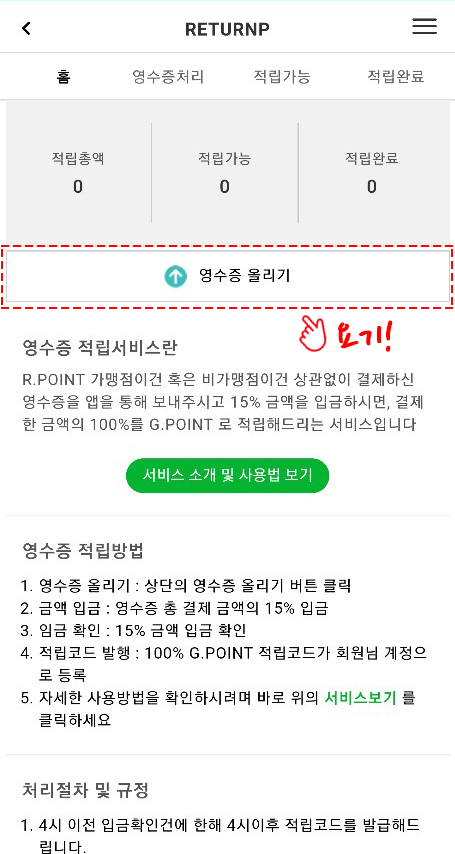 RETURNP
홈 영수증처리 적립가능 적립완료
적립총액 적립가능 적립완료
0 0 0
영수증 올리기
요기!
영수증 적립서비스란
R.POINT 가맹점이건 혹은 비가맹점이건 상관없이 결제하신
영수증을 앱을 통해 보내주시고 15% 금액을 입금하시면, 결제
한 금액의 100%를 G.POINT 로 적립해드리는 서비스입니다
서비스 소개 및 사용법 보기
영수증 적립방법
1. 영수증 올리기 : 상단의 영수증 올리기 버튼 클릭
2. 금액 입금 : 영수증 총 결제 금액의 15% 입금
3. 입금 확인 : 15% 금액 입금 확인
4. 적립코드 발행 : 100% G.POINT 적립코드가 회원님 계정으
로 등록
5. 자세한 사용방법을 확인하시려며 바로 위의 서비스보기 를
클릭하세요
처리절차 및 규정
1. 4시 이전 입금확인건에 한해 4시이후 적립코드를 발급해드
립니다.